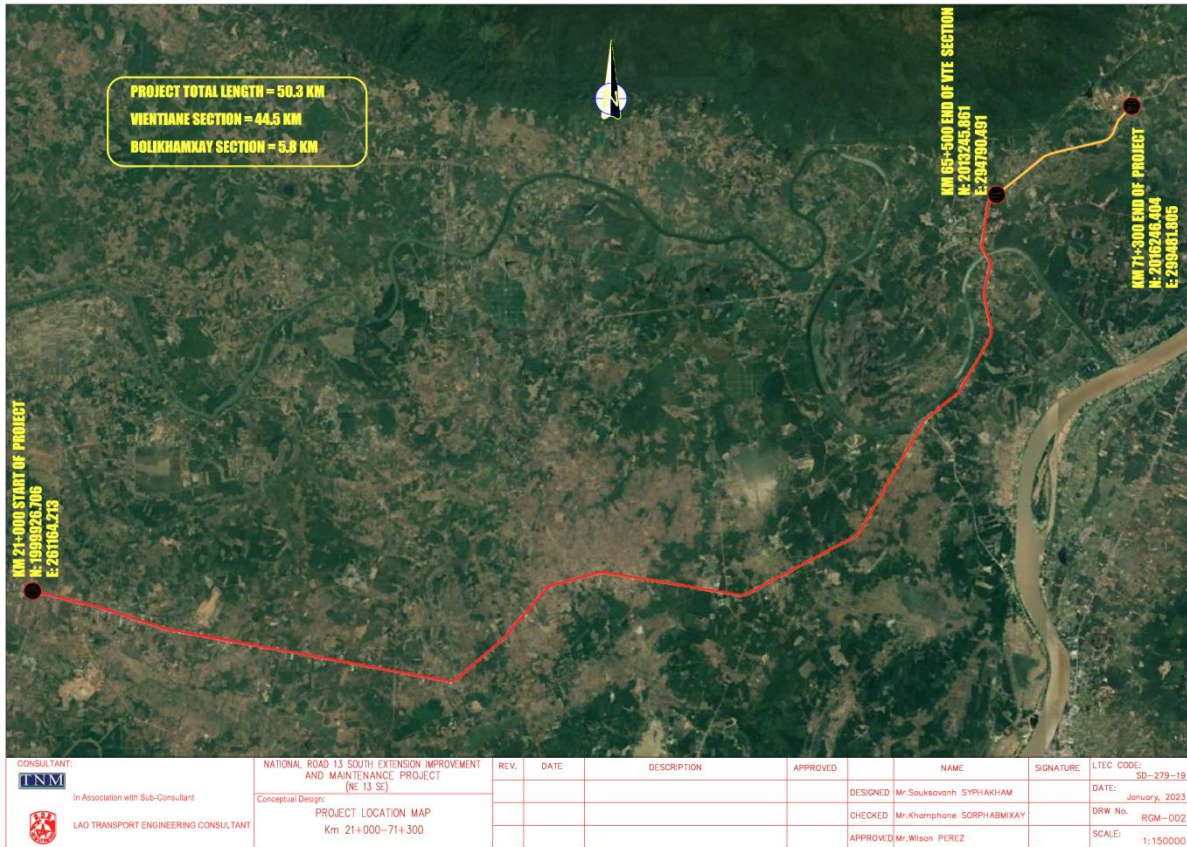 PROJECT TOTAL LENGTH = 50.3 KM
VIENTIANE SECTION = 44.5 KM
BOLIKHAMXAY SECTION = 5.8 KM
N
KM 65+500 END OF VTE SECTION
N: 2013245.861
E: 294790.491
KM 71+300 END OF PROJECT
N: 2016246.404
E: 299481.805
KM 21+000 START OF PROJECT
N: 1999926.706
E: 261164.213
CONSULTANT:
TNM
In Association with Sub-Consultant
LAO TRANSPORT ENGINEERING CONSULTANT
NATIONAL ROAD 13 SOUTH EXTENSION IMPROVEMENT
AND MAINTENANCE PROJECT
(NE 13 SE)
Conceptual Design:
PROJECT LOCATION MAP
Km 21+000-71+300
REV. DATE DESCRIPTION APPROVED NAME SIGNATURE
DESIGNED Mr.Souksavanh SYPHAKHAM
CHECKED Mr.Khamphone SORPHABMIXAY
APPROVED Mr.Wilson PEREZ
LTEC CODE:
SD-279-19
DATE:
January, 2023
DRW No.
RGM-002
SCALE:
1:150000